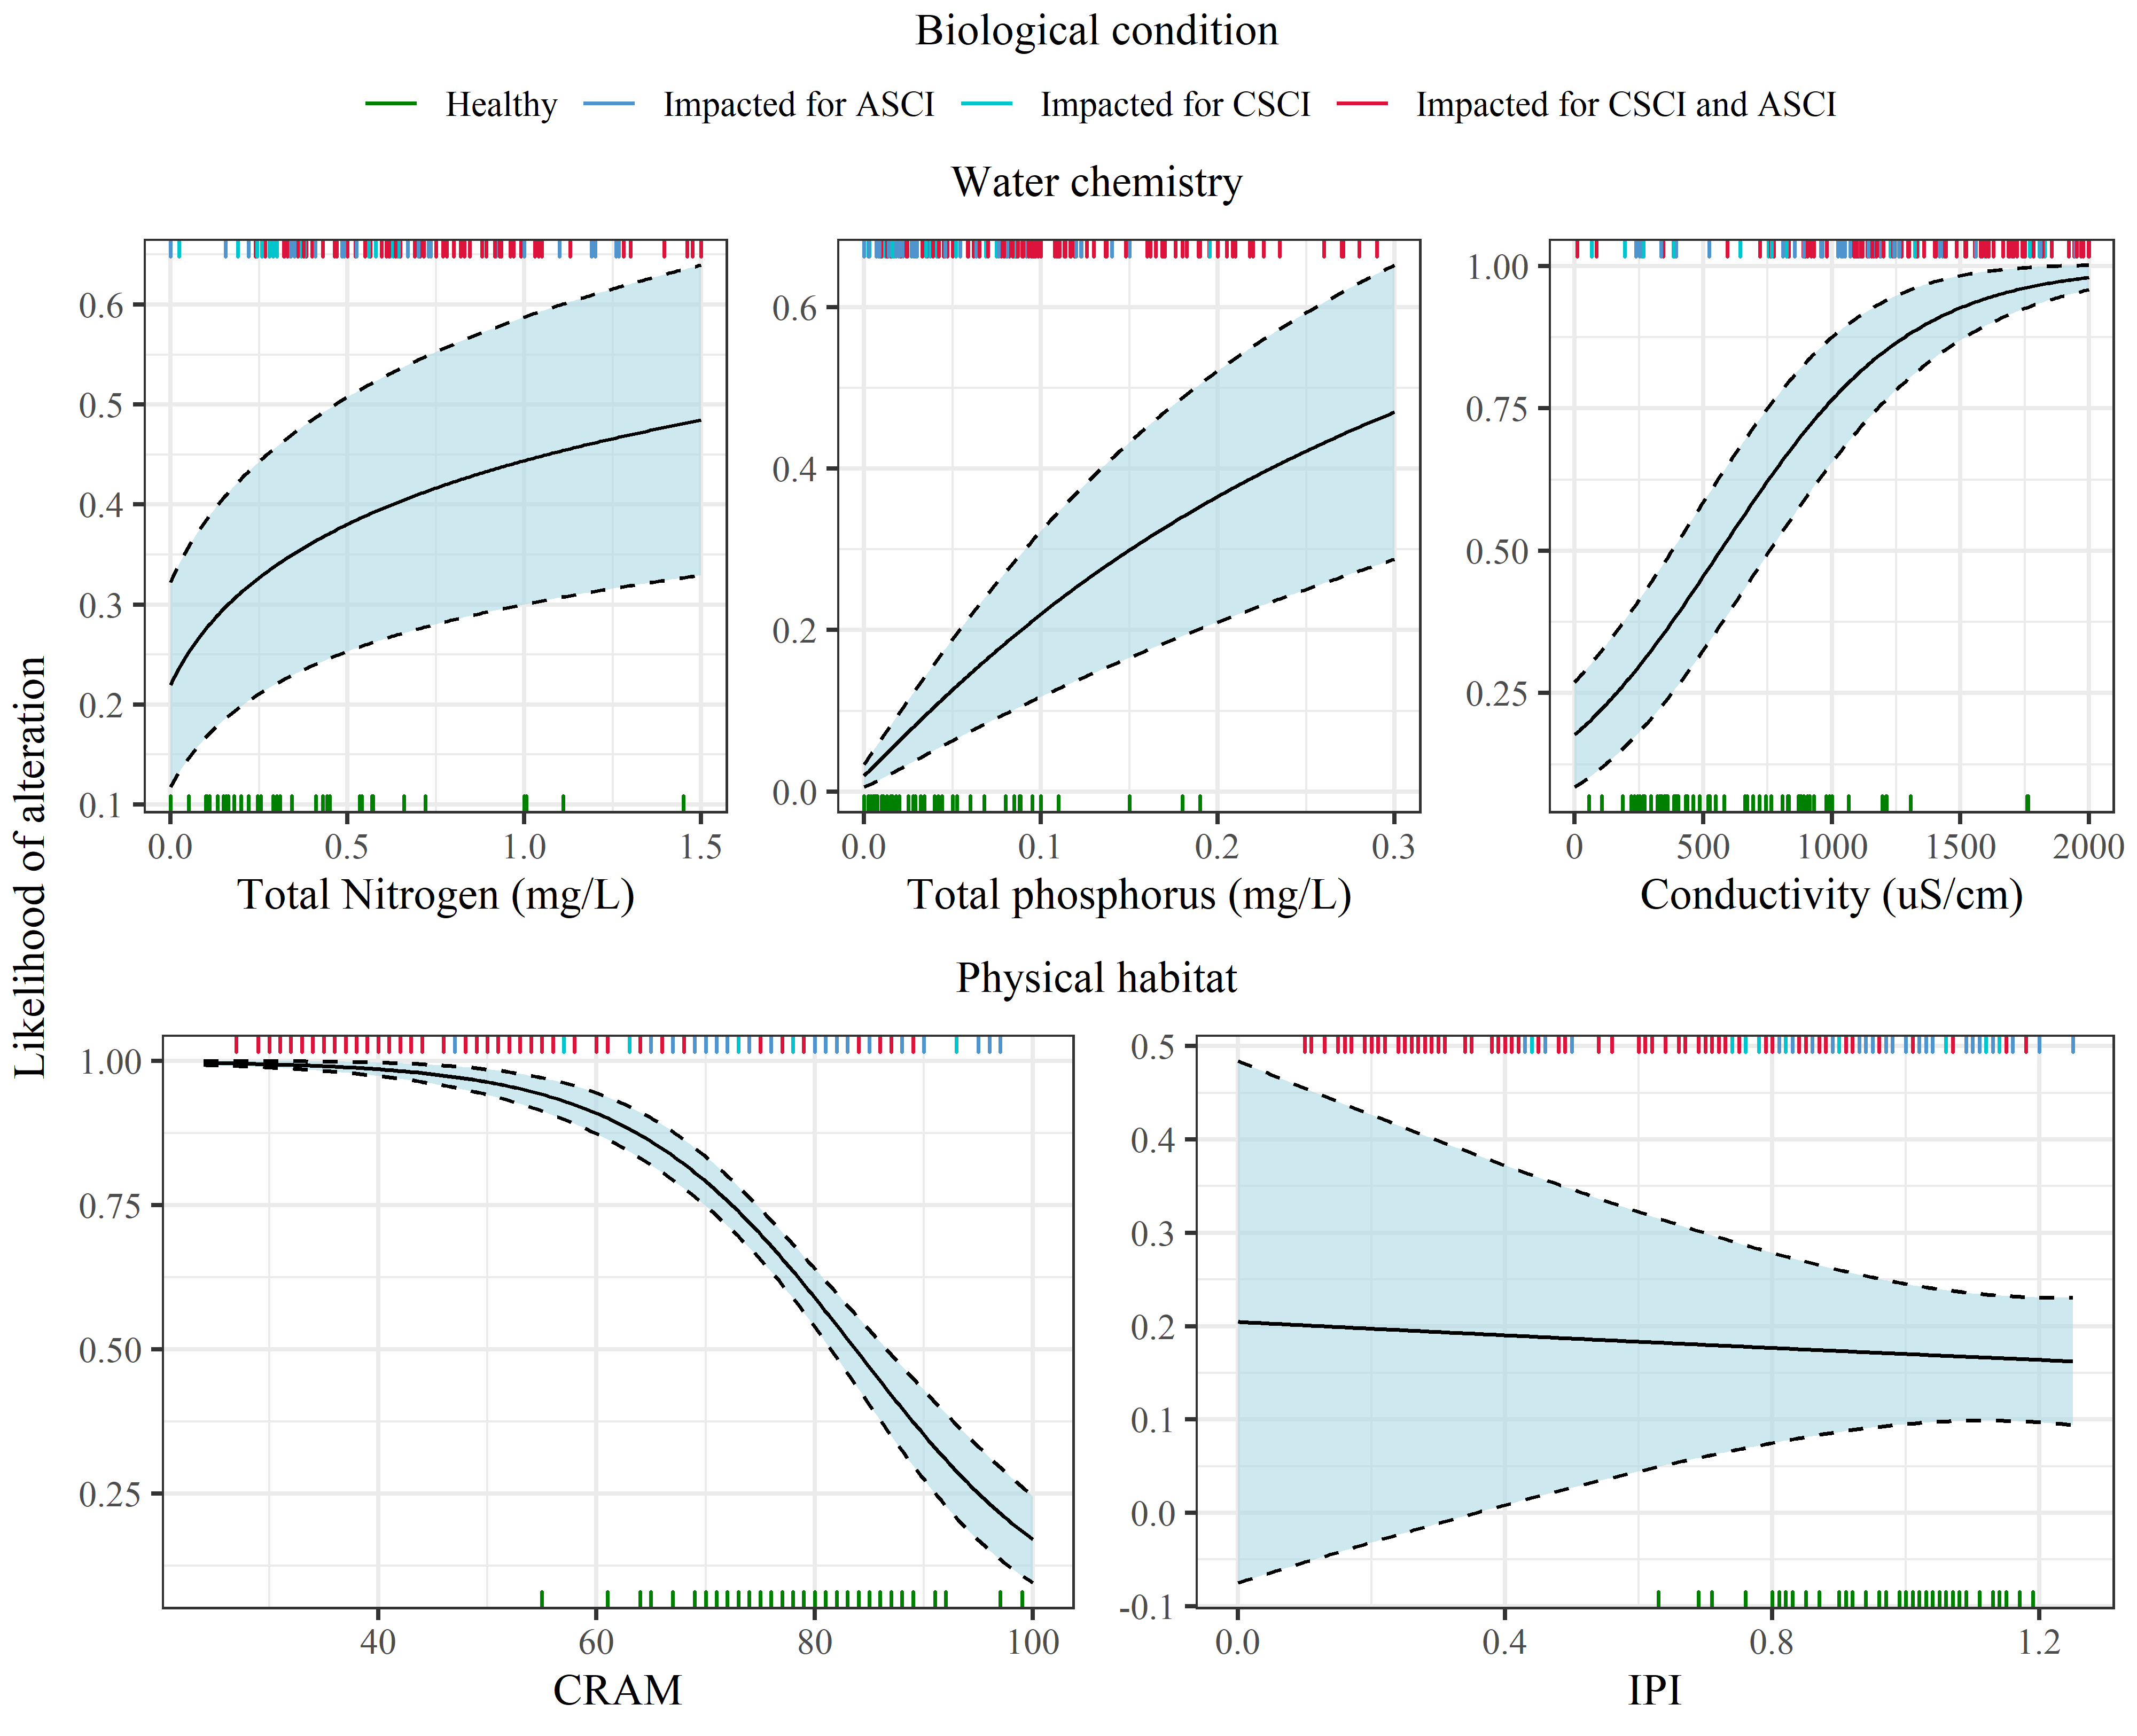 Biological condition
Healthy Impacted for ASCI Impacted for CSCI Impacted for CSCI and ASCI
Water chemistry
Likelihood of alteration
0.6
0.5
0.4
0.3
0.2
0.1
0.0 0.5 1.0 1.5
Total Nitrogen (mg/L)
0.6
0.4
0.2
0.0
0.0 0.1 0.2 0.3
Total phosphorus (mg/L)
1.00
0.75
0.50
0.25
0 500 1000 1500 2000
Conductivity (uS/cm)
Physical habitat
1.00
0.75
0.50
0.25
40 60 80 100
CRAM
0.5
0.4
0.3
0.2
0.1
0.0
-0.1
0.0 0.4 0.8 1.2
IPI